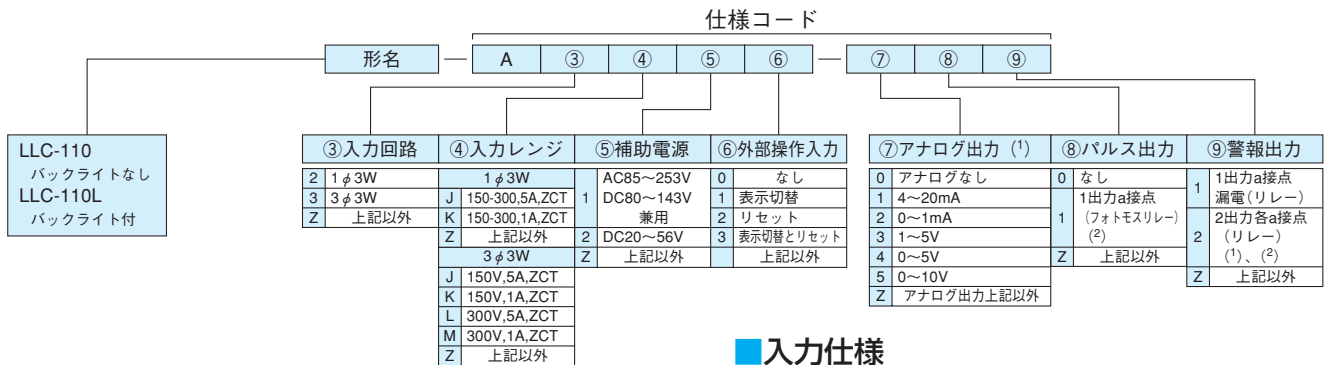 仕様コード
形名 — A ③ ④ ⑤ ⑥ — ⑦ ⑧ ⑨
LLC-110
バックライトなし
LLC-110L
バックライト付
③入力回路
2 1φ3W
3 3φ3W
Z 上記以外
④入力レンジ
1φ3W
J 150-300,5A,ZCT
K 150-300,1A,ZCT
Z 上記以外
3φ3W
J 150V,5A,ZCT
K 150V,1A,ZCT
L 300V,5A,ZCT
M 300V,1A,ZCT
Z 上記以外
⑤補助電源
1 AC85～253V
DC80～143V
兼用
2 DC20～56V
Z 上記以外
⑥外部操作入力
0 なし
1 表示切替
2 リセット
3 表示切替とリセット
上記以外
⑦アナログ出力（¹）
0 アナログなし
1 4～20mA
2 0～1mA
3 1～5V
4 0～5V
5 0～10V
Z アナログ出力上記以外
⑧パルス出力
0 なし
1 1出力a接点
（フォトモスリレー）
（²）
Z 上記以外
⑨警報出力
1 1出力a接点
漏電（リレー）
2 2出力各a接点
（リレー）
（¹）、（²）
Z 上記以外
■入力仕様